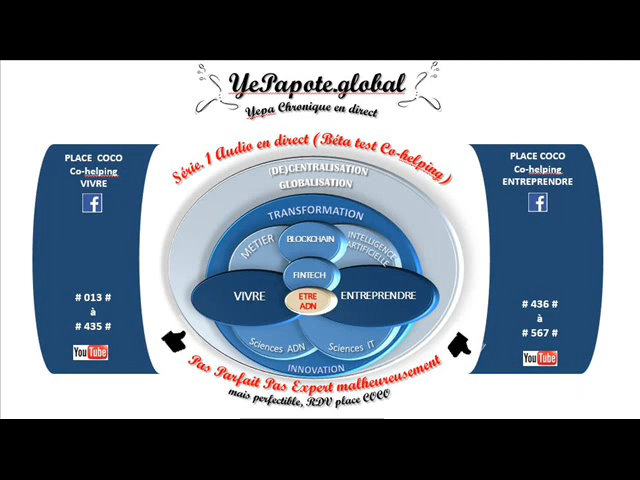 YePapote.global
Yepa Chronique en direct
Série, 1 Audio en direct (Béta test Co-helping)
PLACE COCO
Co-helping
VIVRE
f
# 013 #
à
# 435 #
YouTube
(DE)CENTRALISATION
GLOBALISATION
TRANSFORMATION
METIER
BLOCKCHAIN
INTELLIGENCE
ARTIFICIELLE
FINTECH
VIVRE
ETRE
ADN
ENTREPRENDRE
Sciences ADN
Sciences IT
INNOVATION
Pas Parfait Pas Expert malheureusement
mais perfectible, RDV place COCO
PLACE COCO
Co-helping
ENTREPRENDRE
f
# 436 #
à
# 567 #
YouTube